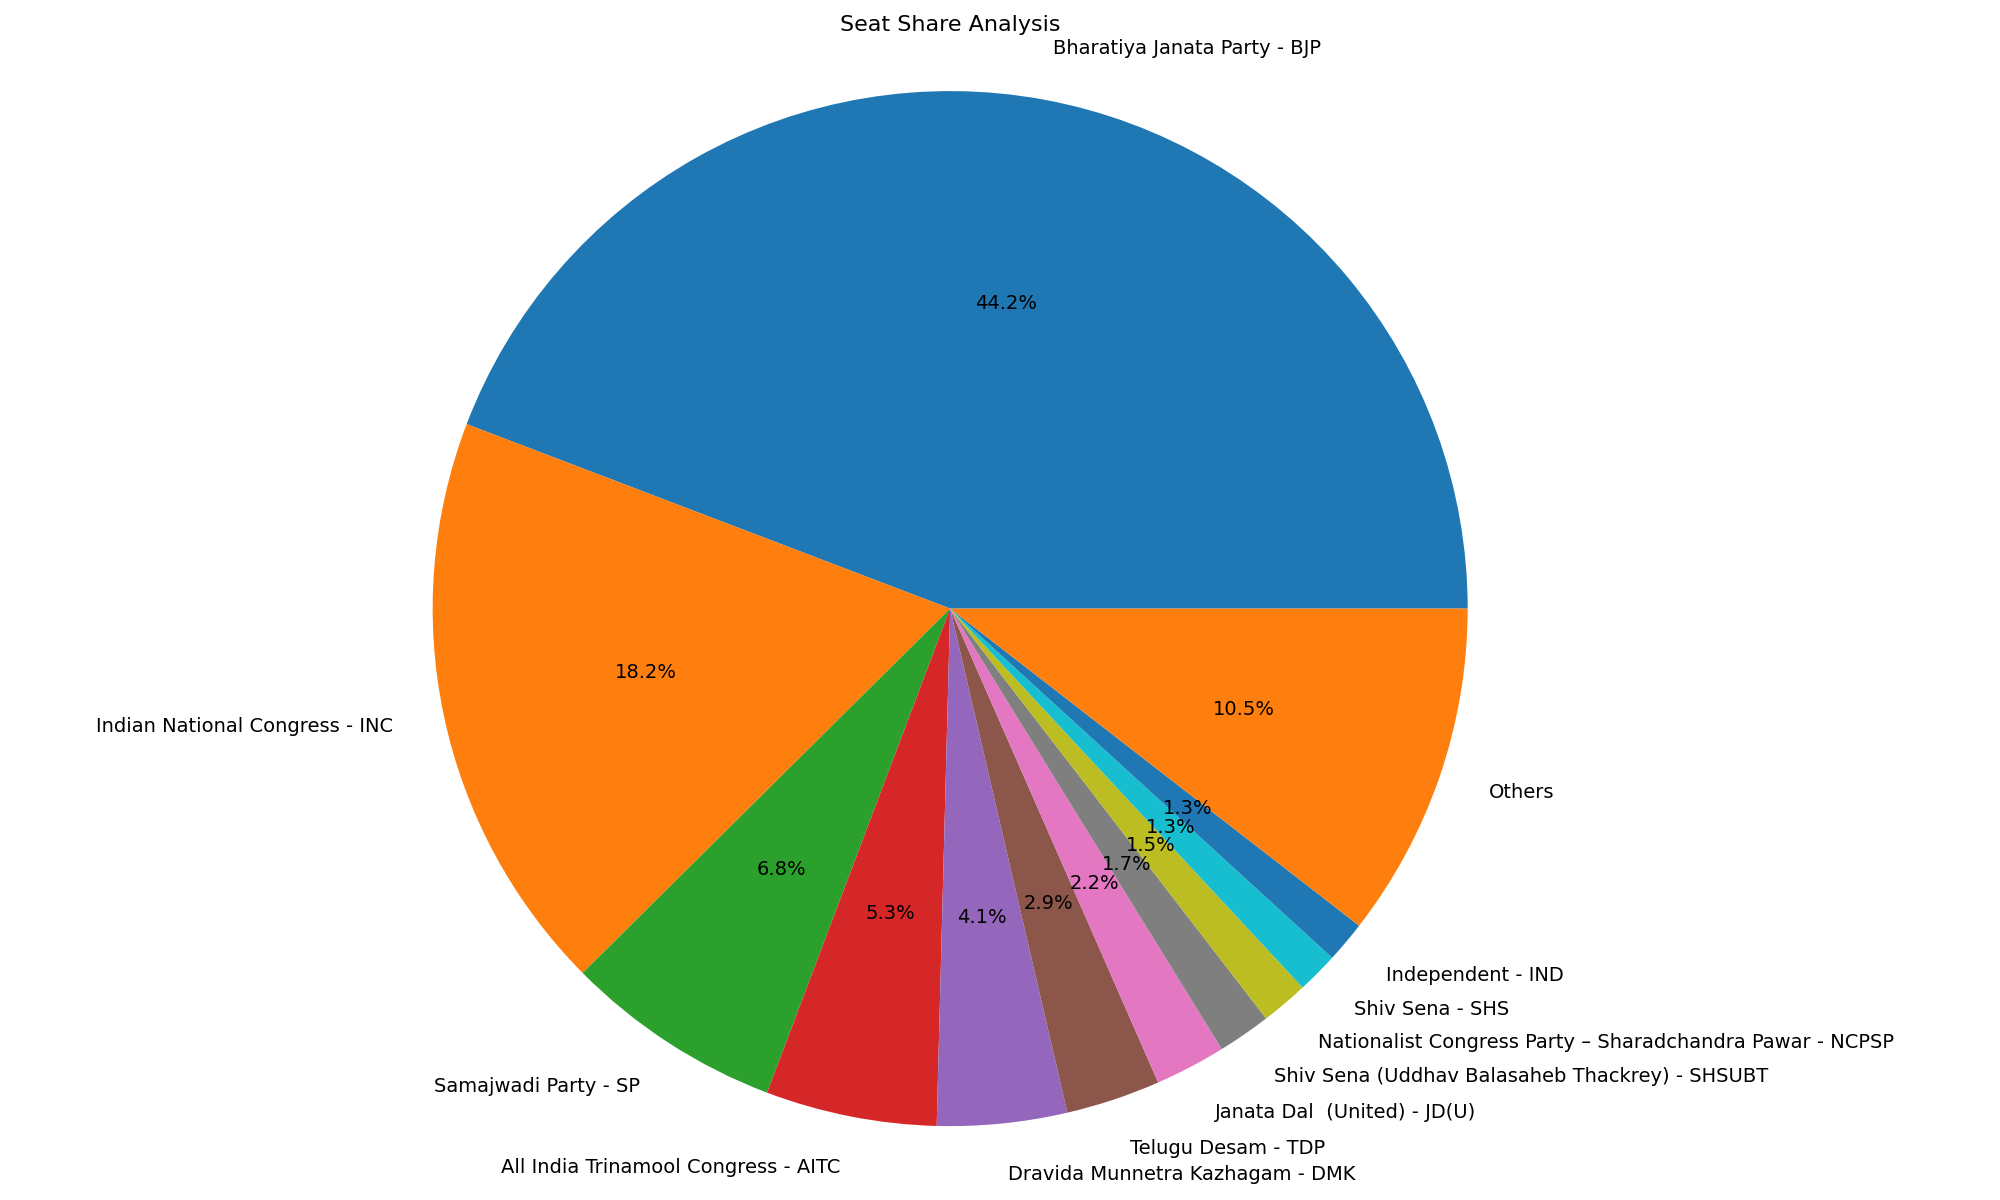 Seat Share Analysis
Bharatiya Janata Party - BJP
44.2%
18.2%
Indian National Congress - INC
10.5%
Others
1.3%
1.3%
1.5%
1.7%
2.2%
2.9%
4.1%
5.3%
6.8%
Independent - IND
Shiv Sena - SHS
Nationalist Congress Party – Sharadchandra Pawar - NCPSP
Shiv Sena (Uddhav Balasaheb Thackrey) - SHSUBT
Samajwadi Party - SP
Janata Dal  (United) - JD(U)
Telugu Desam - TDP
All India Trinamool Congress - AITC
Dravida Munnetra Kazhagam - DMK